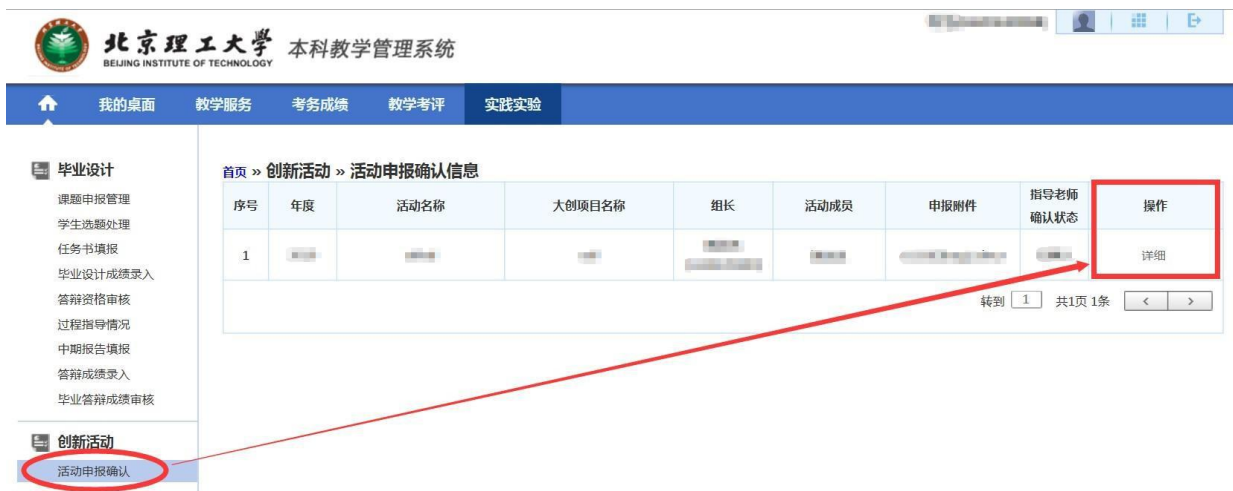 北京理工大学 本科教学管理系统
BEIJING INSTITUTE OF TECHNOLOGY
我的桌面 教学服务 考务成绩 教学考评 实践实验
毕业设计
课题申报管理
学生选题处理
任务书填报
毕业设计成绩录入
答辩资格审核
过程指导情况
中期报告填报
答辩成绩录入
毕业答辩成绩审核
创新活动
活动申报确认
首页 » 创新活动 » 活动申报确认信息
序号 年度 活动名称 大创项目名称 组长 活动成员 申报附件 指导老师 操作
确认状态
1 详细
转到 1 共1页 1条 < >